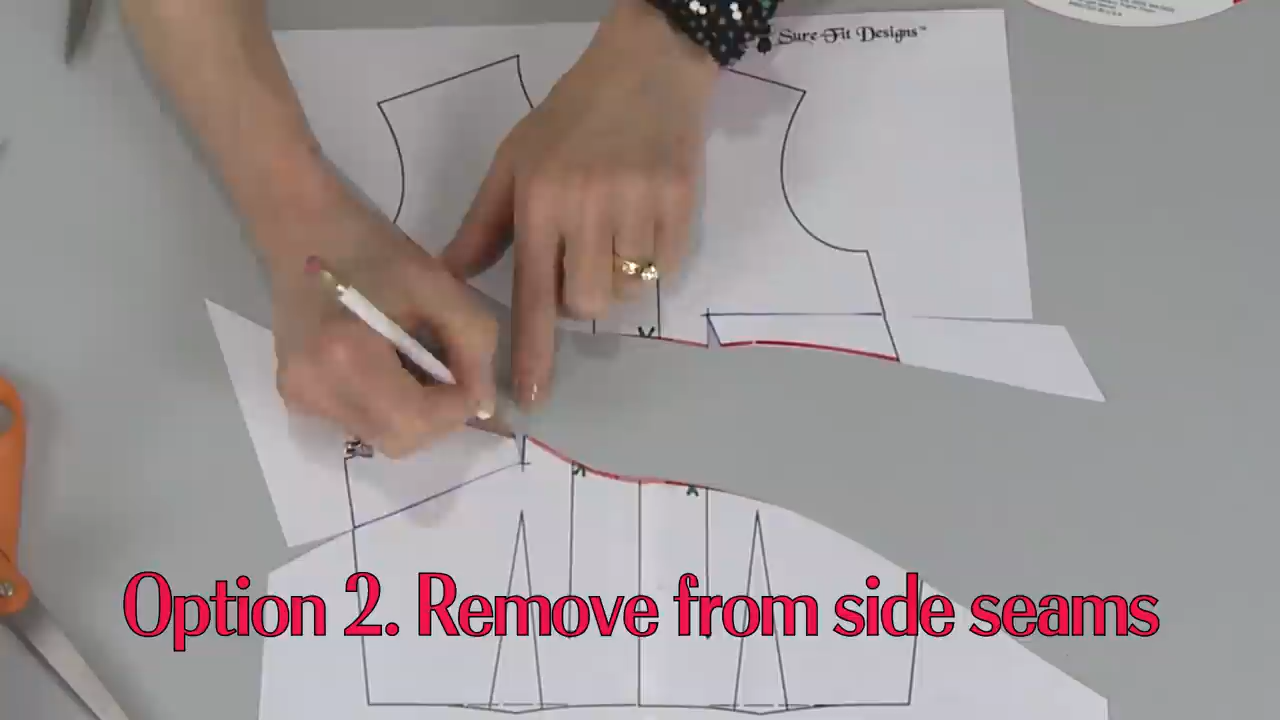 Sure-Fit Designs™
Option 2. Remove from side seams